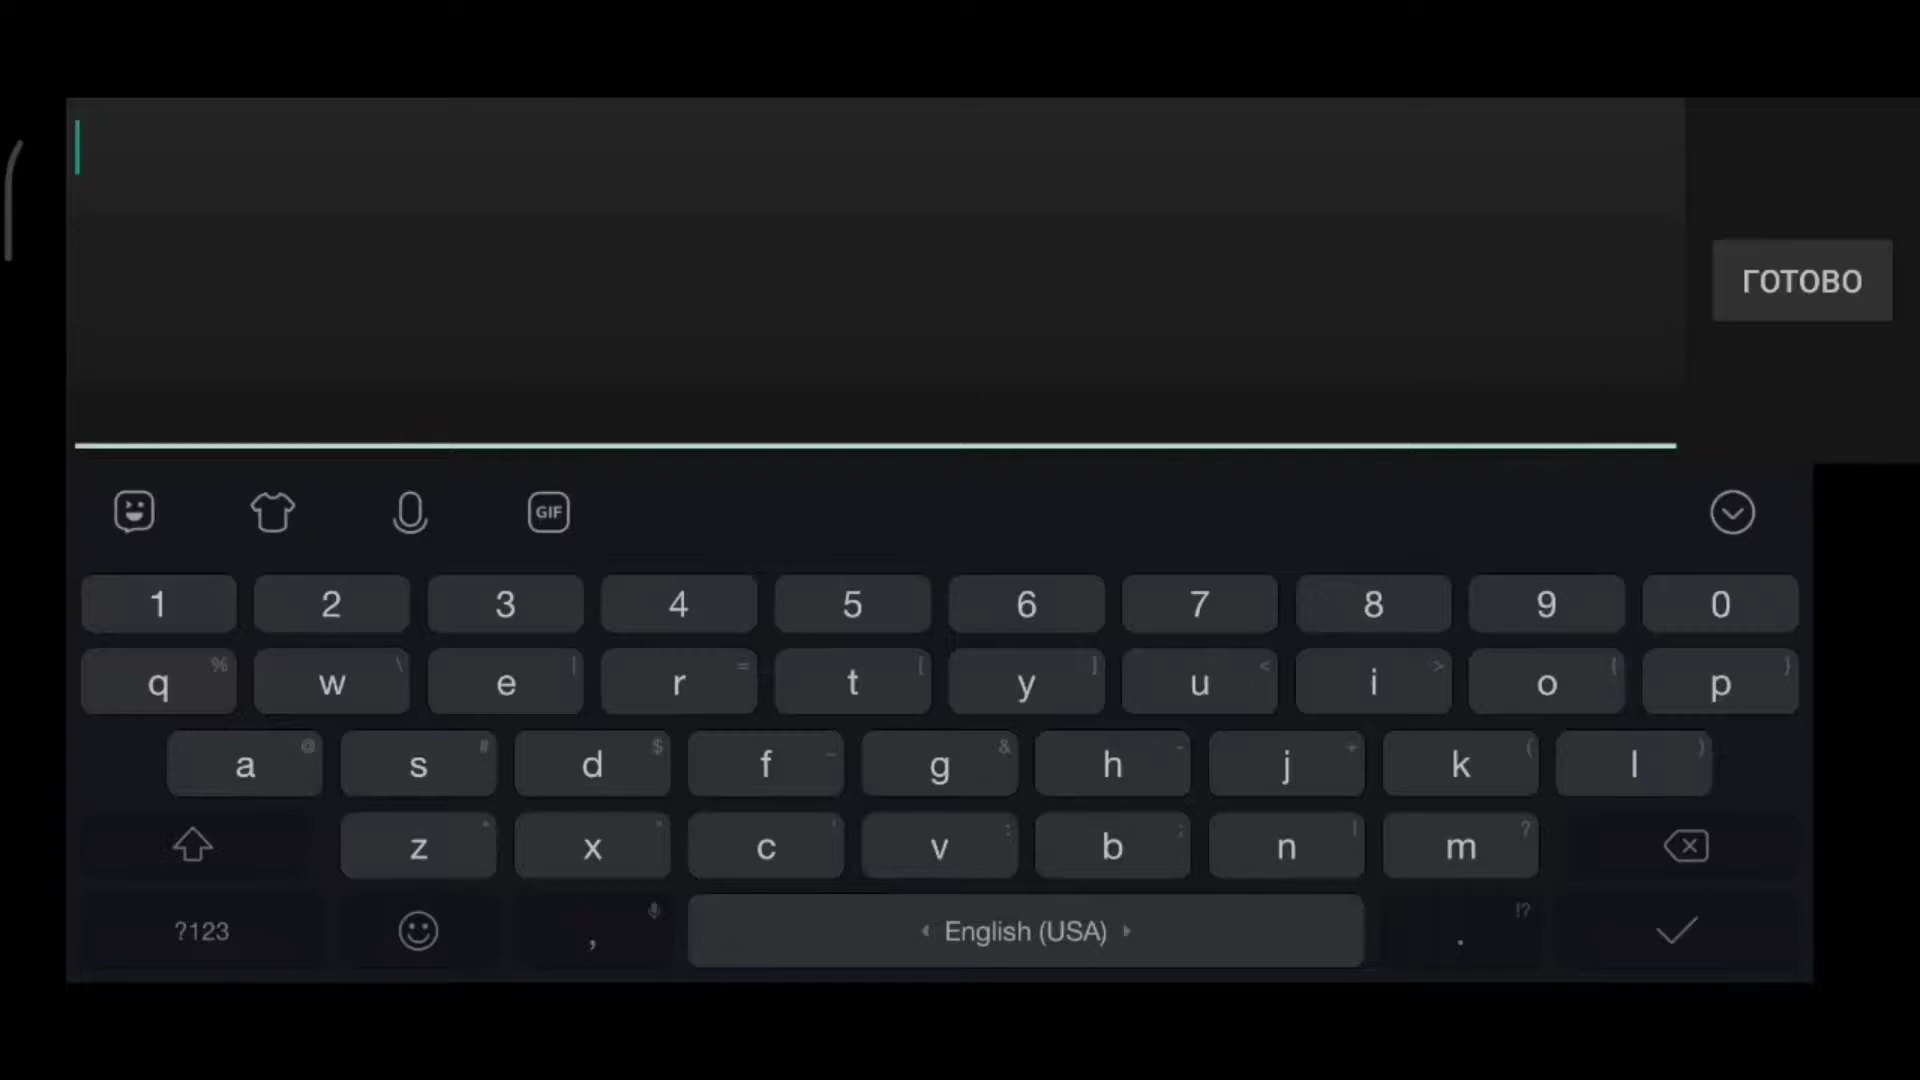 ГОТОВО
GIF
1 2 3 4 5 6 7 8 9 0
q % w \ e | r = t [ y ] u < i > o { p }
a @ s # d $ f _ g & h - j + k ( l )
z * x " c ' v : b ; n ! m ?
?123 , English (USA) . !?